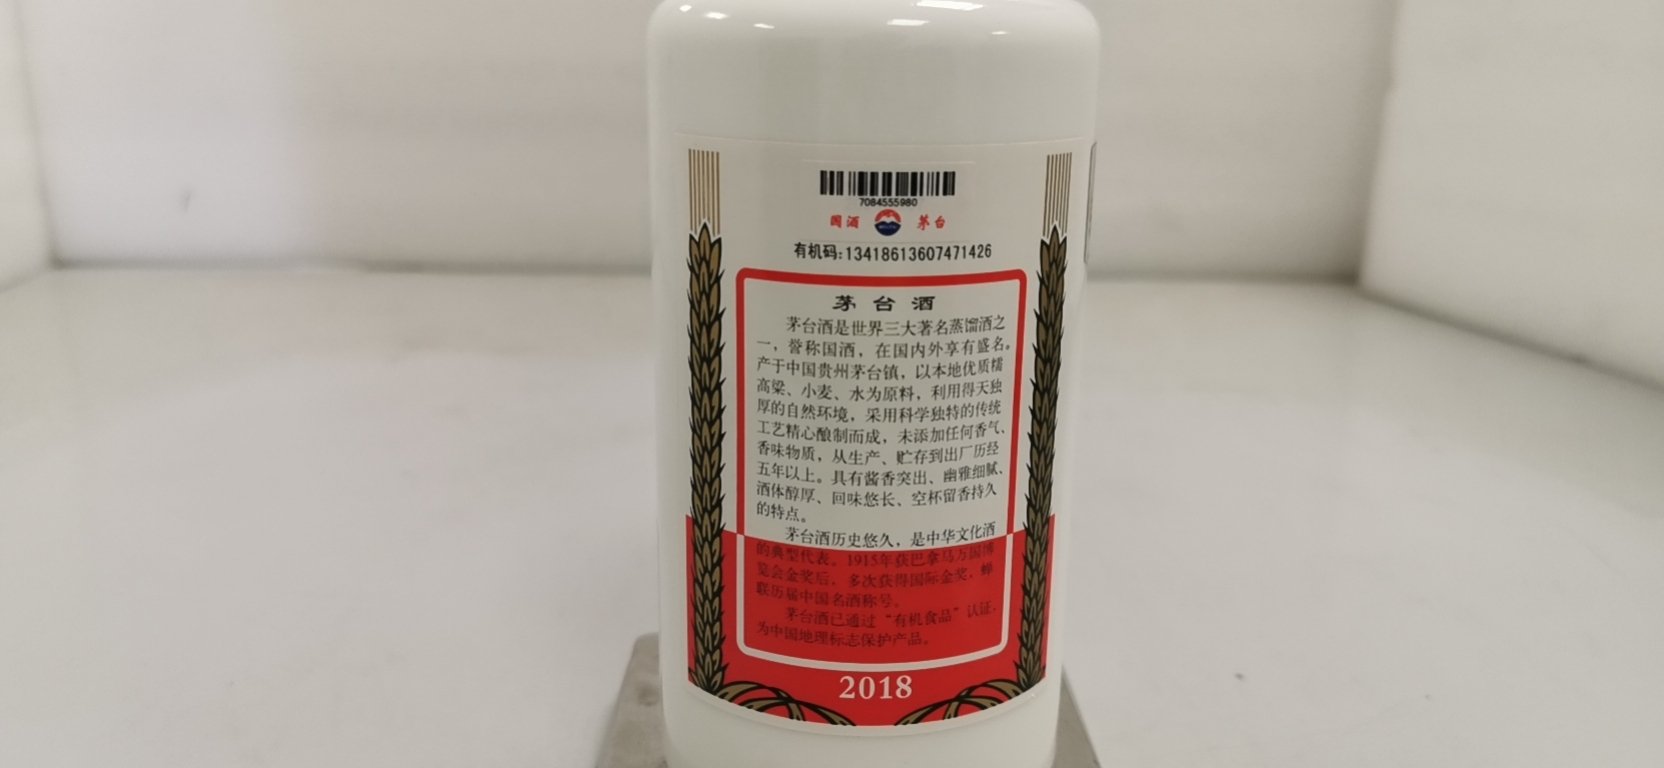 7084555980
国酒 茅台
有机码:13418613607471426
茅台酒
茅台酒是世界三大著名蒸馏酒之
一，誉称国酒，在国内外享有盛名。
产于中国贵州茅台镇，以本地优质糯
高粱、小麦、水为原料，利用得天独
厚的自然环境，采用科学独特的传统
工艺精心酿制而成，未添加任何香气、
香味物质，从生产、贮存到出厂历经
五年以上。具有酱香突出、幽雅细腻、
酒体醇厚、回味悠长、空杯留香持久
的特点。
茅台酒历史悠久，是中华文化酒
的典型代表。1915年获巴拿马万国博
览会金奖后，多次获得国际金奖，蝉
联历届中国名酒称号。
茅台酒已通过“有机食品”认证，
为中国地理标志保护产品。
2018